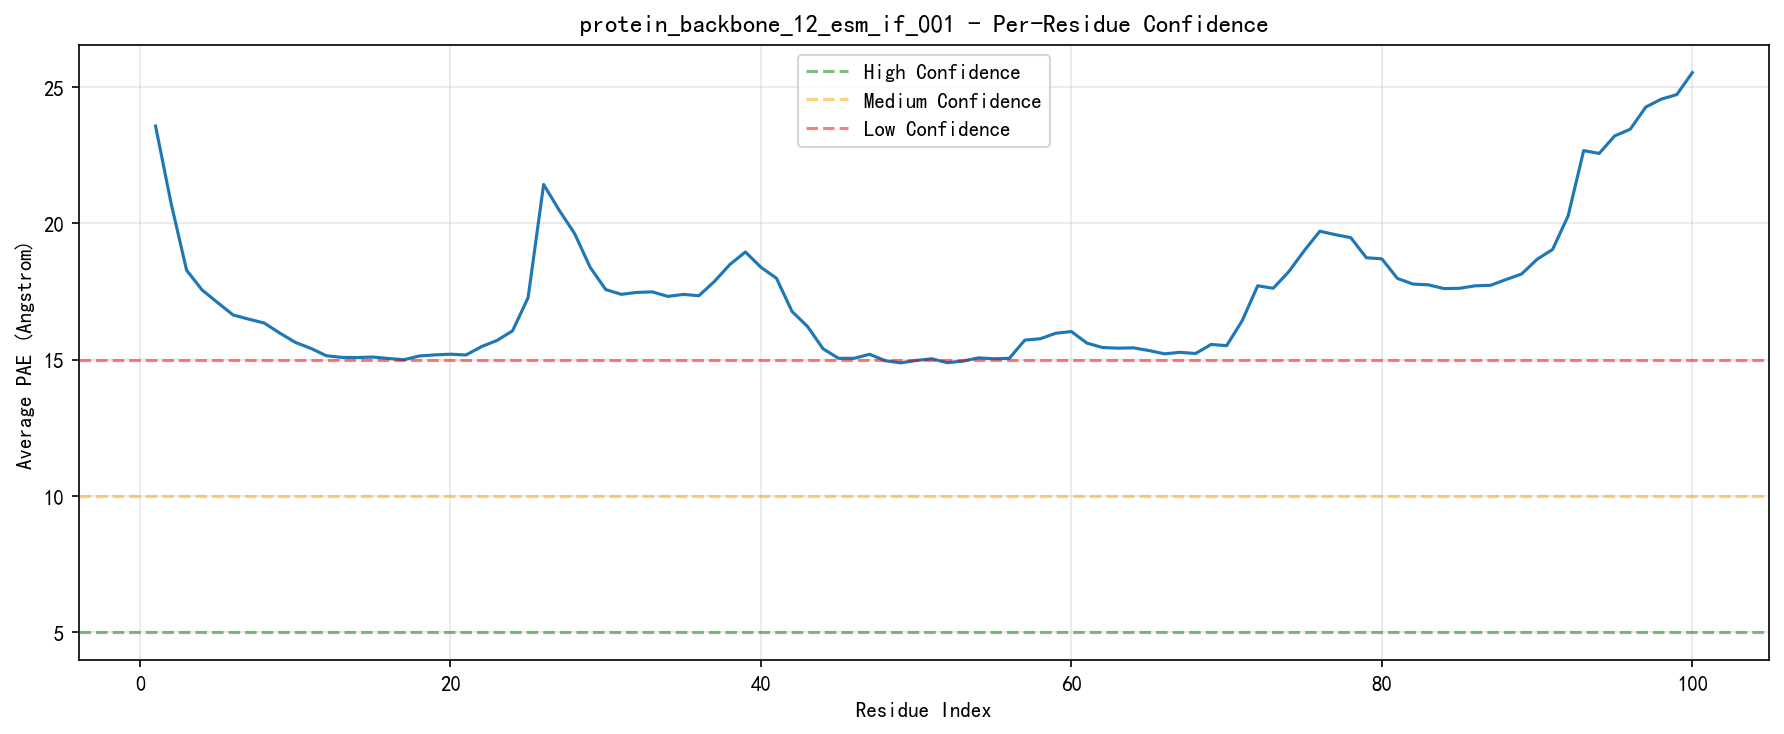 protein_backbone_12_esm_if_001 - Per-Residue Confidence
High Confidence
Medium Confidence
Low Confidence
Average PAE (Angstrom)
25
20
15
10
5
0
20
40
60
80
100
Residue Index